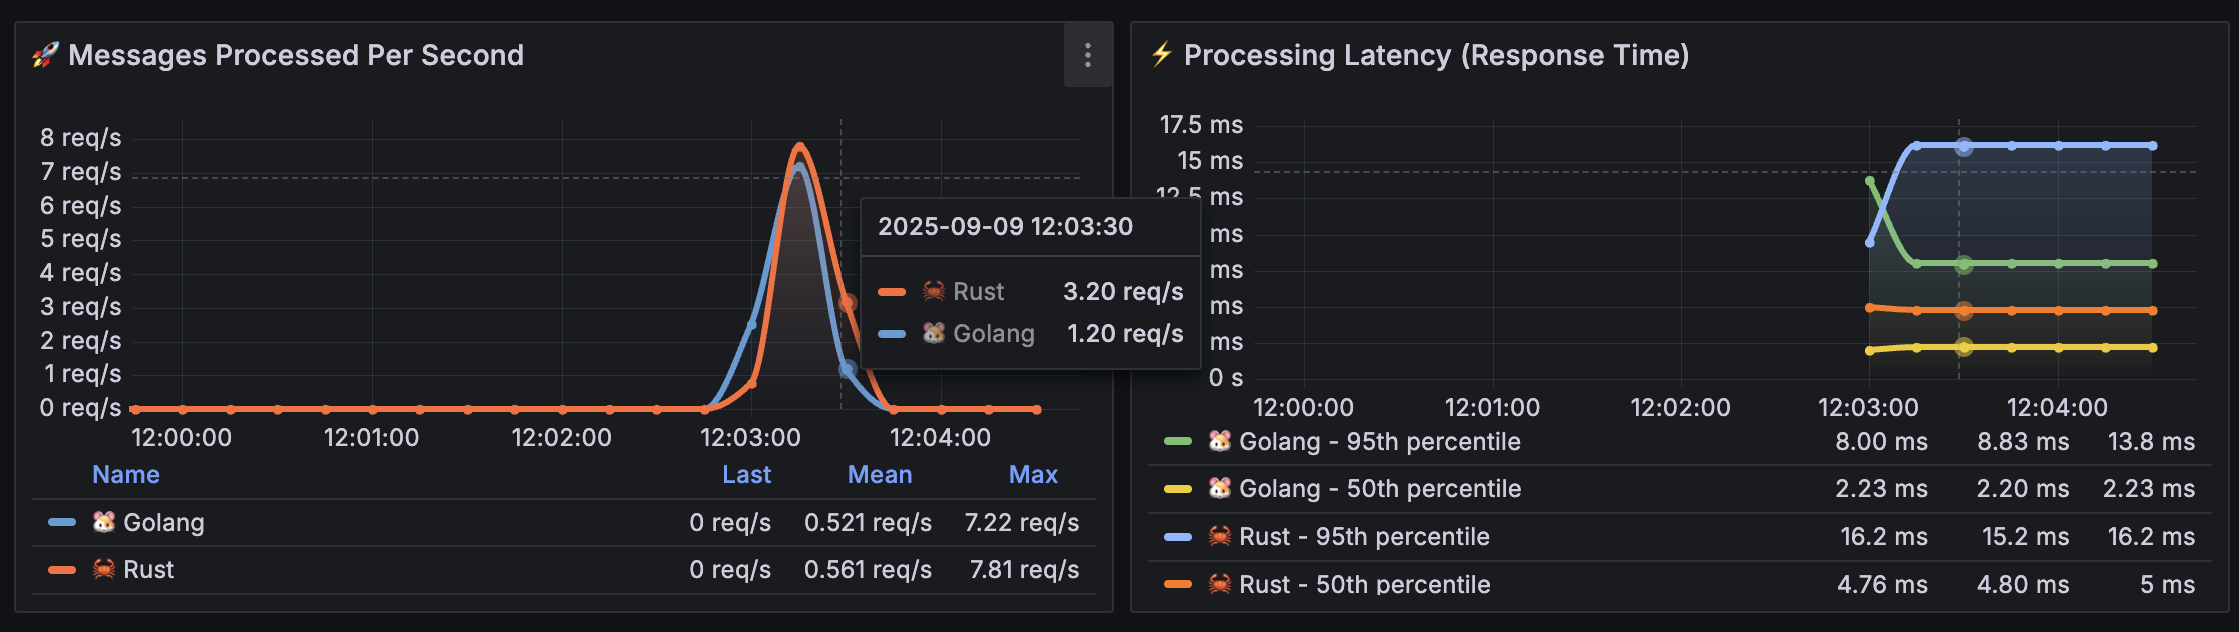 🚀 Messages Processed Per Second
8 req/s
7 req/s
6 req/s
5 req/s
4 req/s
3 req/s
2 req/s
1 req/s
0 req/s
12:00:00 12:01:00 12:02:00 12:03:00 12:04:00
2025-09-09 12:03:30
🦀 Rust 3.20 req/s
🐹 Golang 1.20 req/s
Name Last Mean Max
🐹 Golang 0 req/s 0.521 req/s 7.22 req/s
🦀 Rust 0 req/s 0.561 req/s 7.81 req/s
⚡ Processing Latency (Response Time)
17.5 ms
15 ms
12.5 ms
ms
ms
ms
ms
0 s
12:00:00 12:01:00 12:02:00 12:03:00 12:04:00
🐹 Golang - 95th percentile 8.00 ms 8.83 ms 13.8 ms
🐹 Golang - 50th percentile 2.23 ms 2.20 ms 2.23 ms
🦀 Rust - 95th percentile 16.2 ms 15.2 ms 16.2 ms
🦀 Rust - 50th percentile 4.76 ms 4.80 ms 5 ms